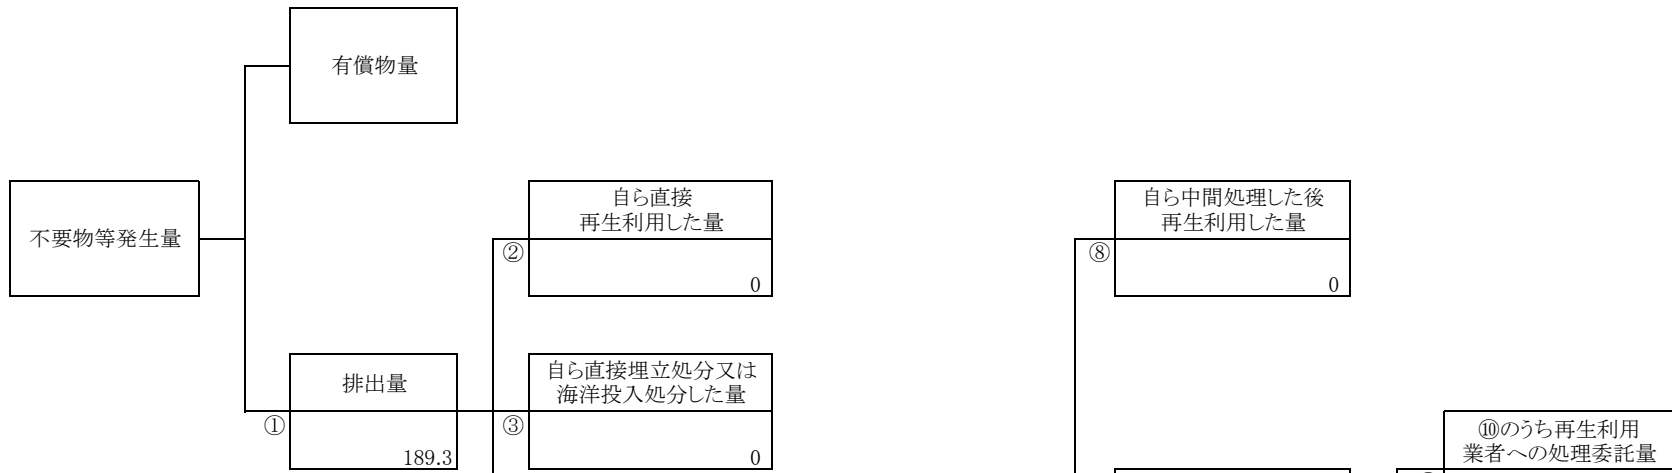 有償物量
不要物等発生量
自ら直接
再生利用した量
②
0
自ら中間処理した後
再生利用した量
⑧
0
排出量
①
189.3
自ら直接埋立処分又は
海洋投入処分した量
③
0
⑩のうち再生利用
業者への処理委託量